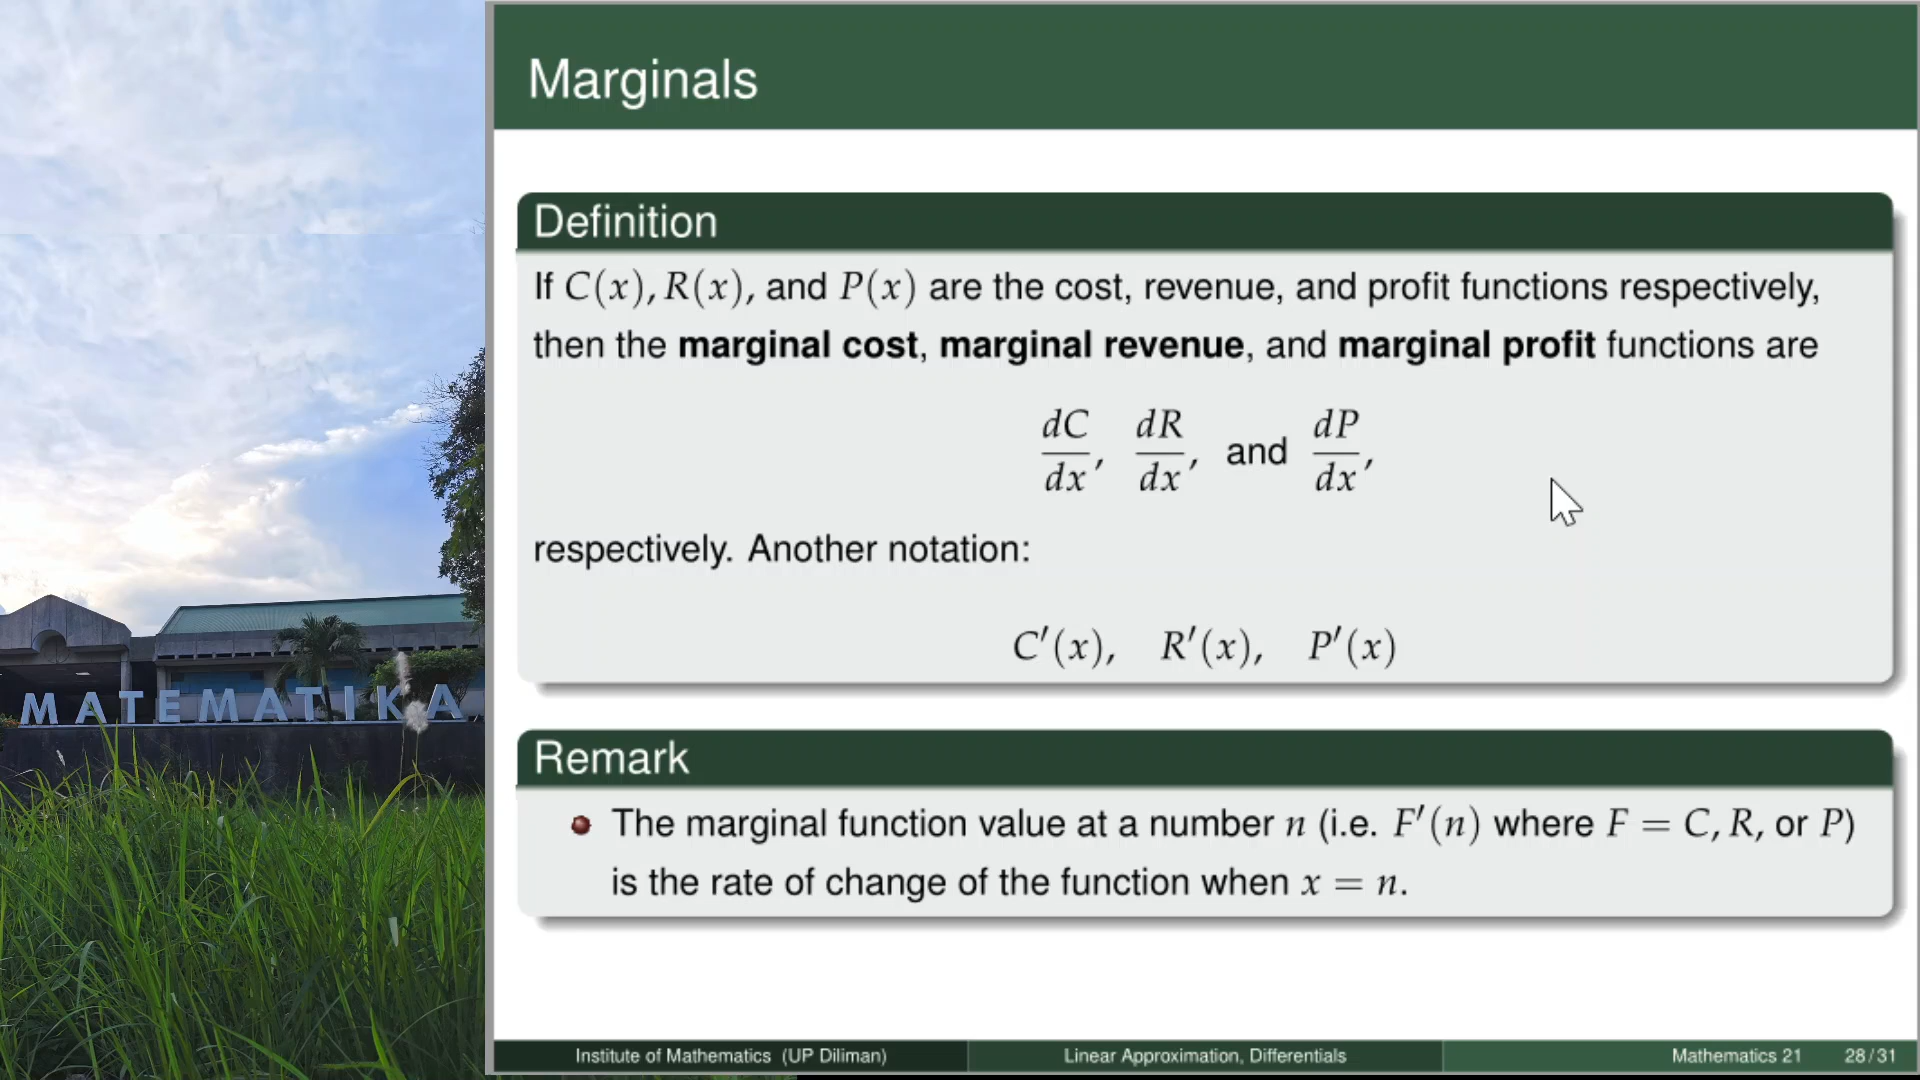 MATEMATIKA
Marginals
Definition
If C(x), R(x), and P(x) are the cost, revenue, and profit functions respectively,
then the marginal cost, marginal revenue, and marginal profit functions are
dC/dx, dR/dx, and dP/dx,
respectively. Another notation:
C′(x), R′(x), P′(x)
Remark
The marginal function value at a number n (i.e. F′(n) where F = C, R, or P)
is the rate of change of the function when x = n.
Institute of Mathematics (UP Diliman) Linear Approximation, Differentials Mathematics 21 28/31